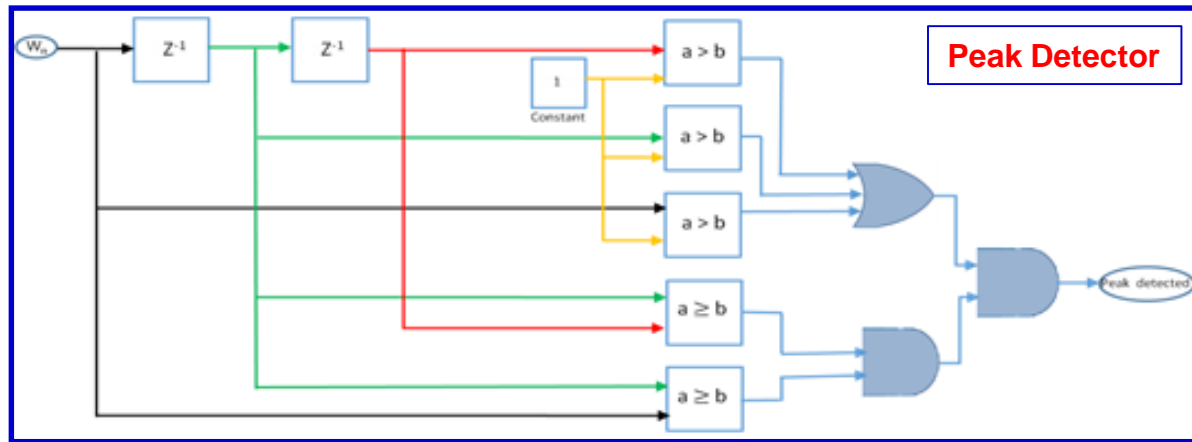 Wn
Z-1
Z-1
Peak Detector
1
Constant
a > b
a > b
a > b
a ≥ b
a ≥ b
Peak detected